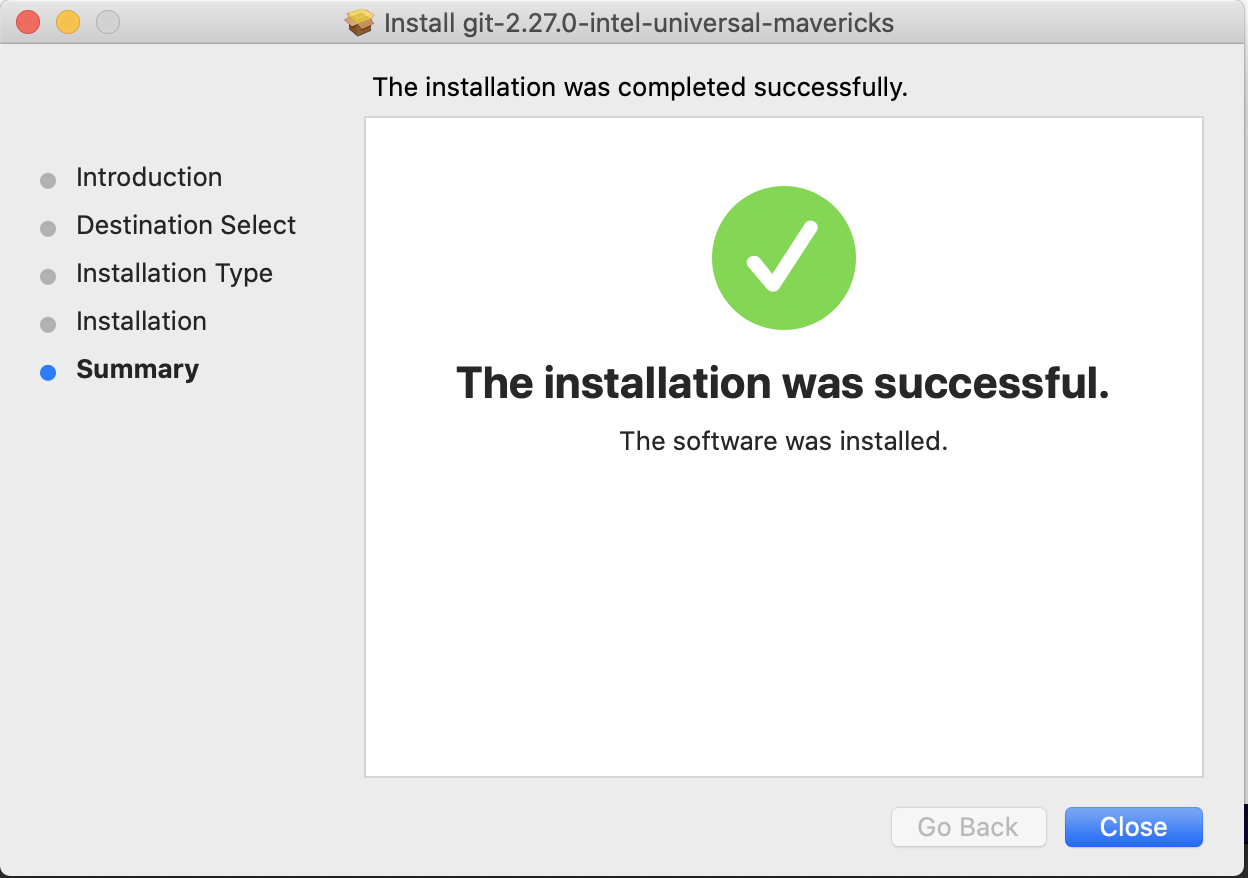 Install git-2.27.0-intel-universal-mavericks
The installation was completed successfully.
Introduction
Destination Select
Installation Type
Installation
Summary
The installation was successful.
The software was installed.
Go Back
Close